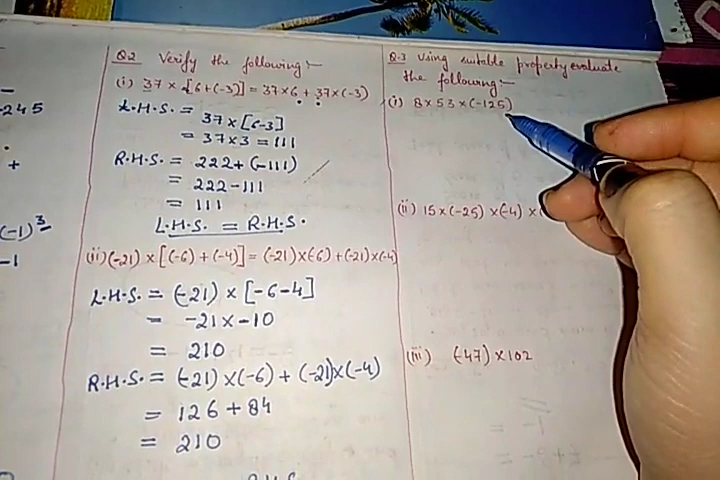 245
+
(-1)³
-1
Q.2 Verify the following:-
(i) 37 × [6+(-3)] = 37×6 + 37×(-3)
L.H.S. =
37×[6-3]
= 37×3 = 111
R.H.S. = 222+(-111)
= 222-111
= 111
L.H.S. = R.H.S.
(ii) (-21) × [(-6) + (-4)] = (-21)×(-6) + (-21)×(-4)
L.H.S. = (-21) × [-6-4]
= -21×-10
= 210
R.H.S. = (-21)×(-6) + (-21)×(-4)
= 126 + 84
= 210
Q.3 Using suitable property evaluate
the following:-
(i) 8×53×(-125)
(ii) 15×(-25)×(-4)×(
(iii) (-47)×102